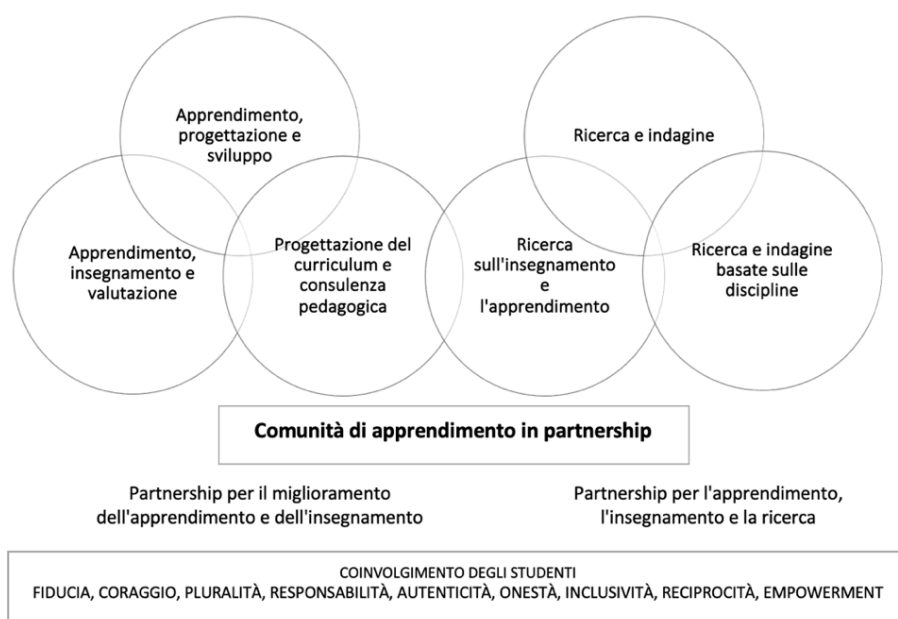 Apprendimento,
progettazione e
sviluppo
Ricerca e indagine
Apprendimento,
insegnamento e
valutazione
Progettazione del
curriculum e
consulenza
pedagogica
Ricerca
sull'insegnamento
e
l'apprendimento
Ricerca e indagine
basate sulle
discipline
Comunità di apprendimento in partnership
Partnership per il miglioramento
dell'apprendimento e dell'insegnamento
Partnership per l'apprendimento,
l'insegnamento e la ricerca
COINVOLGIMENTO DEGLI STUDENTI
FIDUCIA, CORAGGIO, PLURALITÀ, RESPONSABILITÀ, AUTENTICITÀ, ONESTÀ, INCLUSIVITÀ, RECIPROCITÀ, EMPOWERMENT